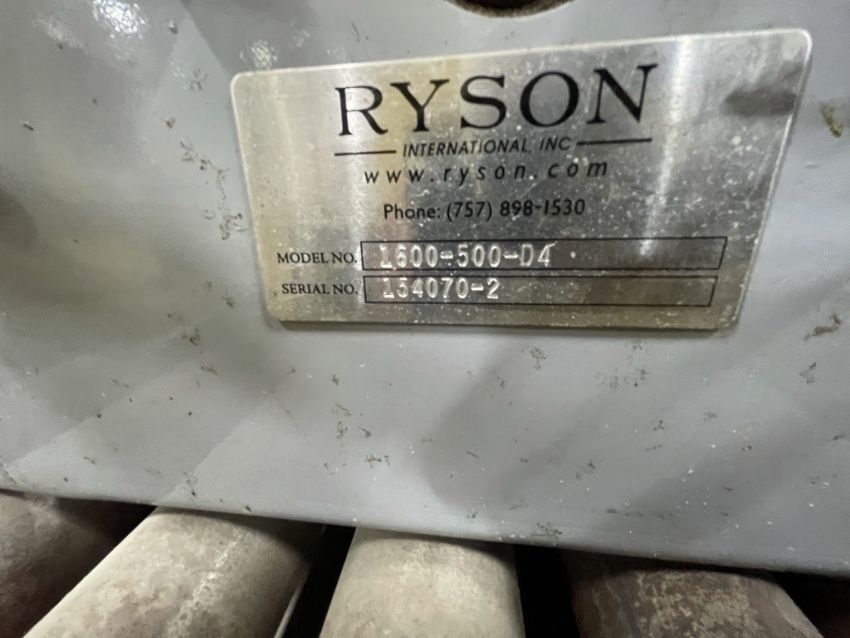 RYSON
INTERNATIONAL, INC
www.ryson.com
Phone: (757) 898-1530
MODEL NO. 1600-500-D4
SERIAL NO. 154070-2